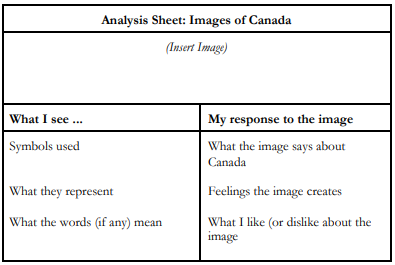 Analysis Sheet: Images of Canada
(Insert Image)
What I see ...
My response to the image
Symbols used
What the image says about
Canada
What they represent
Feelings the image creates
What the words (if any) mean
What I like (or dislike about the
image